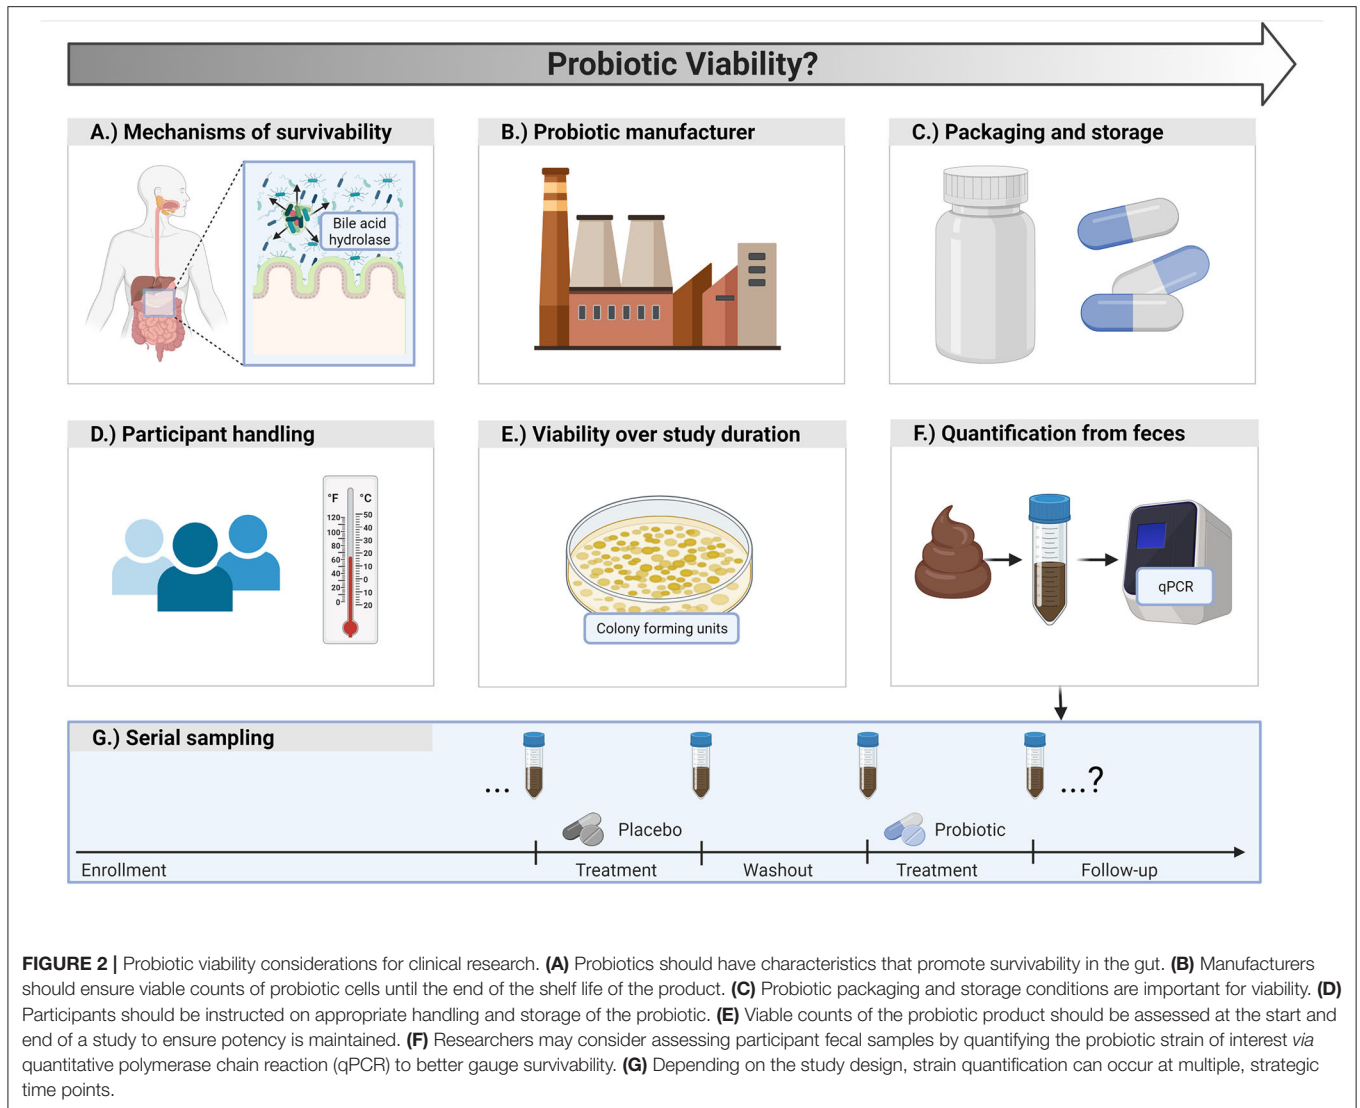 Probiotic Viability?
A.) Mechanisms of survivability
Bile acid
hydrolase
B.) Probiotic manufacturer
C.) Packaging and storage
D.) Participant handling
°F °C
120 50
100 40
80 30
60 20
40 10
20 0
0 10
20
E.) Viability over study duration
Colony forming units
F.) Quantification from feces
qPCR
G.) Serial sampling
... ...?
Placebo Probiotic
Enrollment Treatment Washout Treatment Follow-up
FIGURE 2 | Probiotic viability considerations for clinical research. (A) Probiotics should have characteristics that promote survivability in the gut. (B) Manufacturers
should ensure viable counts of probiotic cells until the end of the shelf life of the product. (C) Probiotic packaging and storage conditions are important for viability. (D)
Participants should be instructed on appropriate handling and storage of the probiotic. (E) Viable counts of the probiotic product should be assessed at the start and
end of a study to ensure potency is maintained. (F) Researchers may consider assessing participant fecal samples by quantifying the probiotic strain of interest via
quantitative polymerase chain reaction (qPCR) to better gauge survivability. (G) Depending on the study design, strain quantification can occur at multiple, strategic
time points.